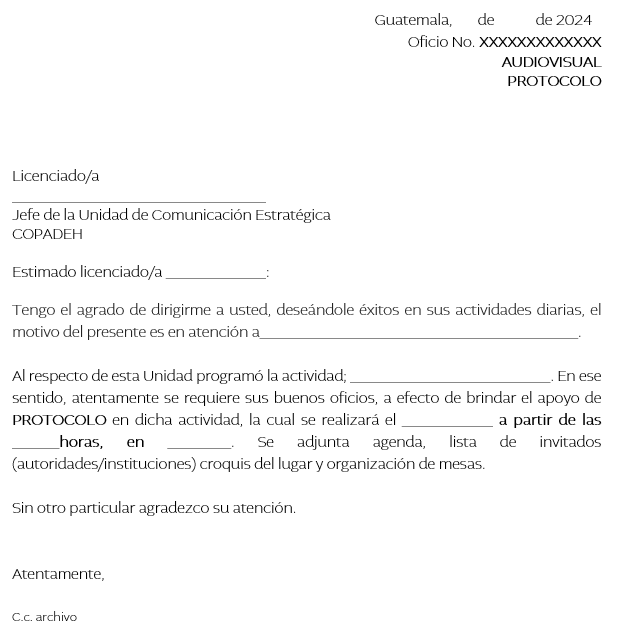 Guatemala, de de 2024
Oficio No. XXXXXXXXXXXXX
AUDIOVISUAL
PROTOCOLO
Licenciado/a
______________________________
Jefe de la Unidad de Comunicación Estratégica
COPADEH
Estimado licenciado/a ____________:
Tengo el agrado de dirigirme a usted, deseándole éxitos en sus actividades diarias, el
motivo del presente es en atención a______________________________________.
Al respecto de esta Unidad programó la actividad; ________________________. En ese
sentido, atentamente se requiere sus buenos oficios, a efecto de brindar el apoyo de
PROTOCOLO en dicha actividad, la cual se realizará el ___________ a partir de las
______horas, en ________. Se adjunta agenda, lista de invitados
(autoridades/instituciones) croquis del lugar y organización de mesas.
Sin otro particular agradezco su atención.
Atentamente,
C.c. archivo